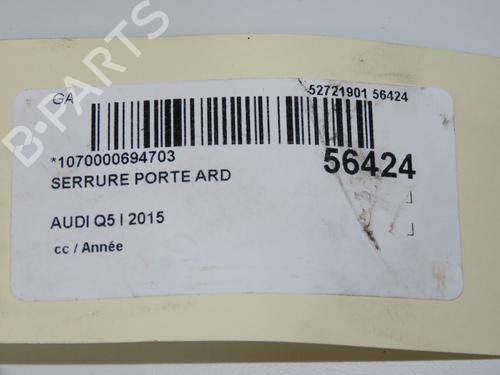 B-PARTS
GA
52721901 56424
*1070000694703
56424
SERRURE PORTE ARD
AUDI Q5 I 2015
cc / Année